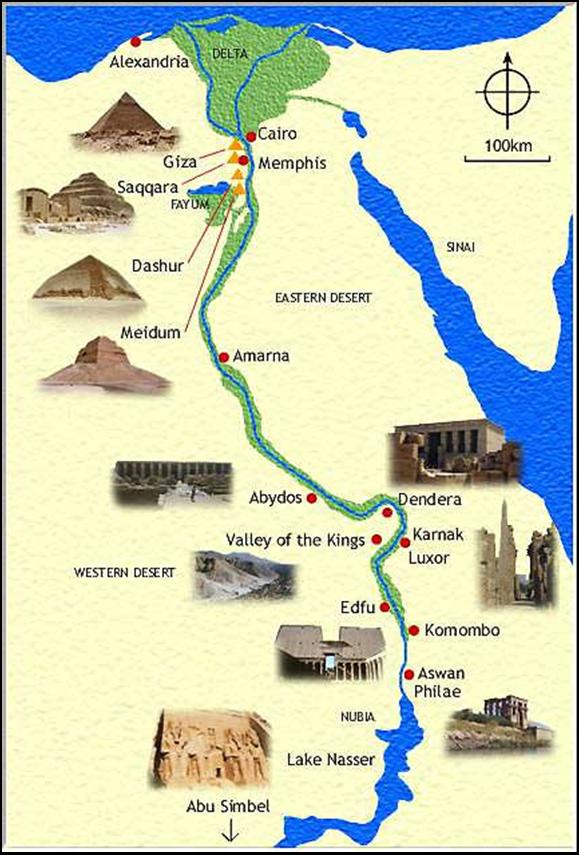 DELTA
Alexandria
Cairo
100km
Giza
Memphis
Saqqara
FAYUM
SINAI
Dashur
EASTERN DESERT
Meidum
Amarna
Abydos
Dendera
Valley of the Kings
Karnak
Luxor
WESTERN DESERT
Edfu
Komombo
Aswan
Philae
NUBIA
Lake Nasser
Abu Simbel